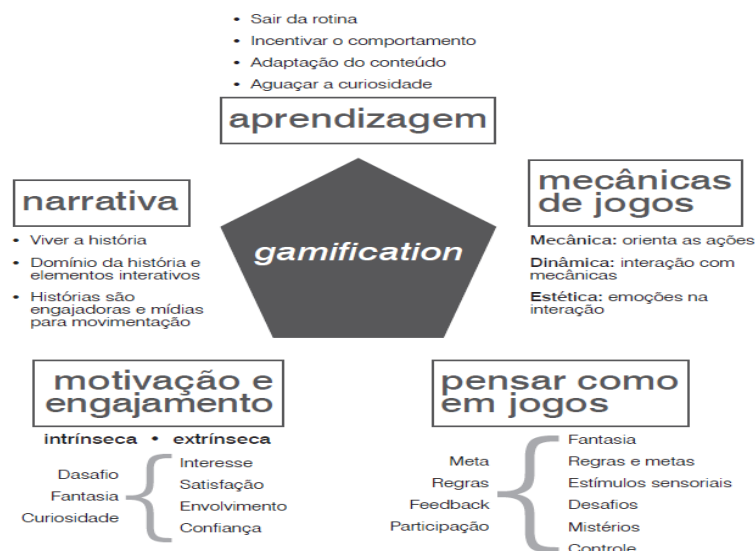 • Sair da rotina
• Incentivar o comportamento
• Adaptação do conteúdo
• Aguaçar a curiosidade
aprendizagem
narrativa
• Viver a história
• Domínio da história e
elementos interativos
• Histórias são
engajadoras e mídias
para movimentação
gamification
mecânicas
de jogos
Mecânica: orienta as ações
Dinâmica: interação com
mecânicas
Estética: emoções na
interação
motivação e
engajamento
intrínseca • extrínseca
Dasafio
Fantasia
Curiosidade
Interesse
Satisfação
Envolvimento
Confiança
pensar como
em jogos
Meta
Regras
Feedback
Participação
Fantasia
Regras e metas
Estímulos sensoriais
Desafios
Mistérios
Controle